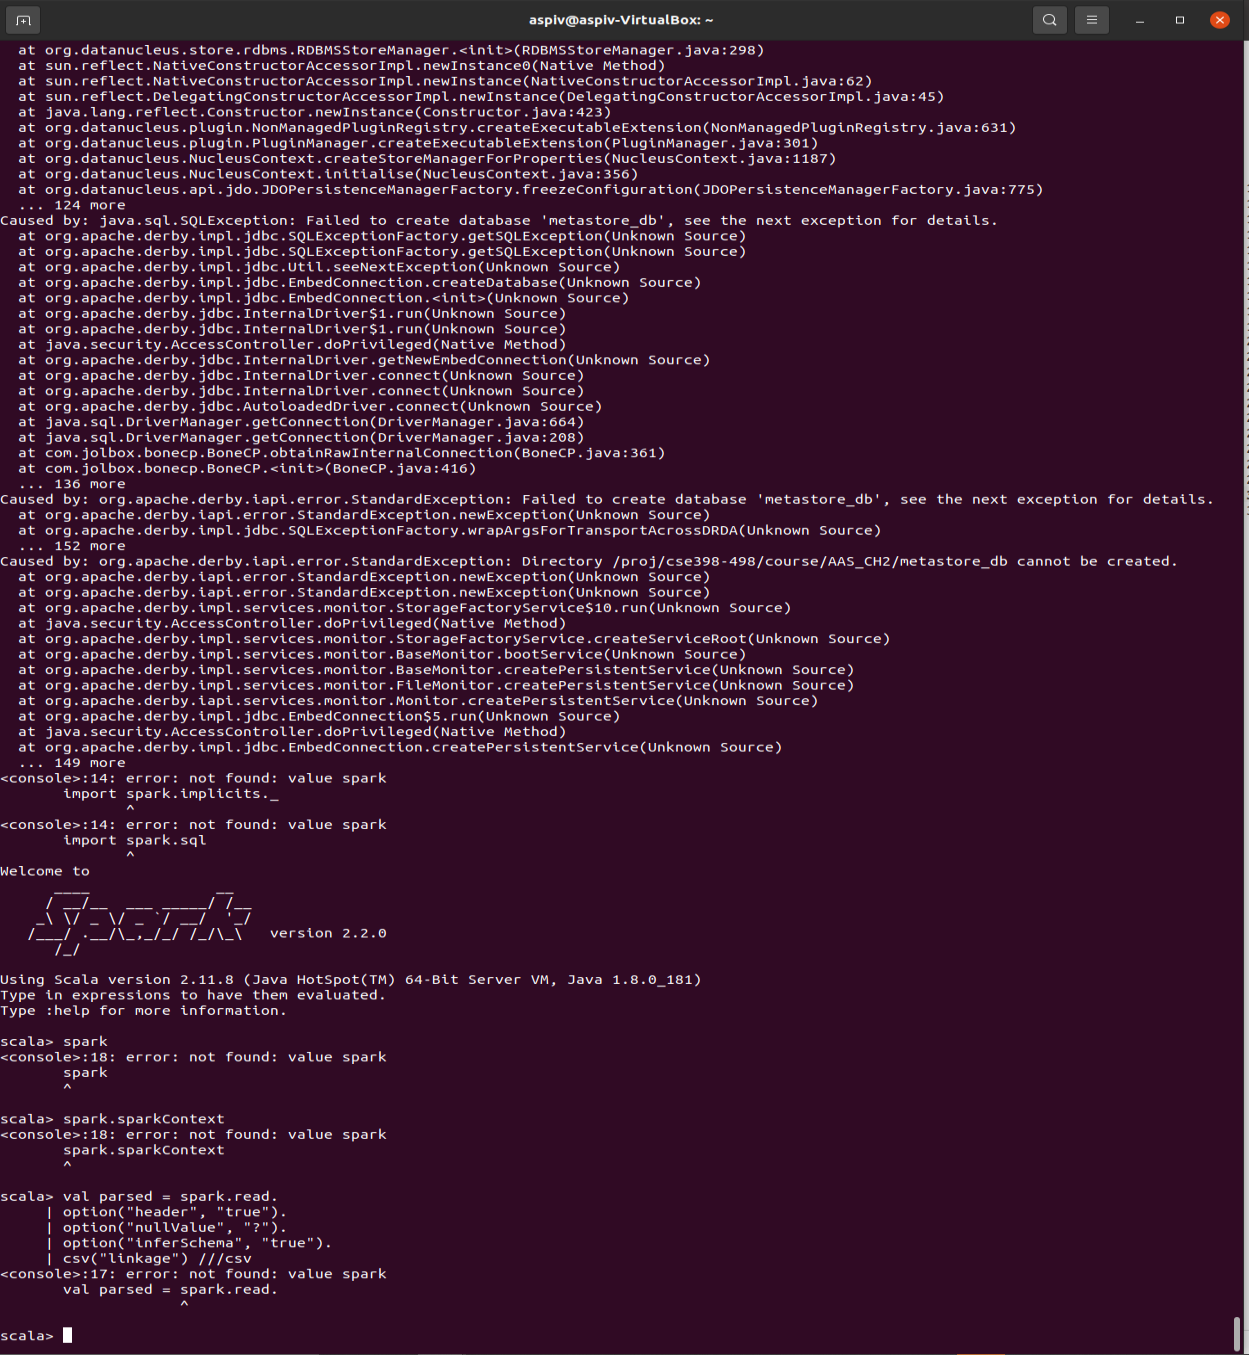 aspiv@aspiv-VirtualBox: ~
  at org.datanucleus.store.rdbms.RDBMSStoreManager.<init>(RDBMSStoreManager.java:298)
  at sun.reflect.NativeConstructorAccessorImpl.newInstance0(Native Method)
  at sun.reflect.NativeConstructorAccessorImpl.newInstance(NativeConstructorAccessorImpl.java:62)
  at sun.reflect.DelegatingConstructorAccessorImpl.newInstance(DelegatingConstructorAccessorImpl.java:45)
  at java.lang.reflect.Constructor.newInstance(Constructor.java:423)
  at org.datanucleus.plugin.NonManagedPluginRegistry.createExecutableExtension(NonManagedPluginRegistry.java:631)
  at org.datanucleus.plugin.PluginManager.createExecutableExtension(PluginManager.java:301)
  at org.datanucleus.NucleusContext.createStoreManagerForProperties(NucleusContext.java:1187)
  at org.datanucleus.NucleusContext.initialise(NucleusContext.java:356)
  at org.datanucleus.api.jdo.JDOPersistenceManagerFactory.freezeConfiguration(JDOPersistenceManagerFactory.java:775)
  ... 124 more
Caused by: java.sql.SQLException: Failed to create database 'metastore_db', see the next exception for details.
  at org.apache.derby.impl.jdbc.SQLExceptionFactory.getSQLException(Unknown Source)
  at org.apache.derby.impl.jdbc.SQLExceptionFactory.getSQLException(Unknown Source)
  at org.apache.derby.impl.jdbc.Util.seeNextException(Unknown Source)
  at org.apache.derby.impl.jdbc.EmbedConnection.createDatabase(Unknown Source)
  at org.apache.derby.impl.jdbc.EmbedConnection.<init>(Unknown Source)
  at org.apache.derby.jdbc.InternalDriver$1.run(Unknown Source)
  at org.apache.derby.jdbc.InternalDriver$1.run(Unknown Source)
  at java.security.AccessController.doPrivileged(Native Method)
  at org.apache.derby.jdbc.InternalDriver.getNewEmbedConnection(Unknown Source)
  at org.apache.derby.jdbc.InternalDriver.connect(Unknown Source)
  at org.apache.derby.jdbc.InternalDriver.connect(Unknown Source)
  at org.apache.derby.jdbc.AutoloadedDriver.connect(Unknown Source)
  at java.sql.DriverManager.getConnection(DriverManager.java:664)
  at java.sql.DriverManager.getConnection(DriverManager.java:208)
  at com.jolbox.bonecp.BoneCP.obtainRawInternalConnection(BoneCP.java:361)
  at com.jolbox.bonecp.BoneCP.<init>(BoneCP.java:416)
  ... 136 more
Caused by: org.apache.derby.iapi.error.StandardException: Failed to create database 'metastore_db', see the next exception for details.
  at org.apache.derby.iapi.error.StandardException.newException(Unknown Source)
  at org.apache.derby.impl.jdbc.SQLExceptionFactory.wrapArgsForTransportAcrossDRDA(Unknown Source)
  ... 152 more
Caused by: org.apache.derby.iapi.error.StandardException: Directory /proj/cse398-498/course/AAS_CH2/metastore_db cannot be created.
  at org.apache.derby.iapi.error.StandardException.newException(Unknown Source)
  at org.apache.derby.iapi.error.StandardException.newException(Unknown Source)
  at org.apache.derby.impl.services.monitor.StorageFactoryService$10.run(Unknown Source)
  at java.security.AccessController.doPrivileged(Native Method)
  at org.apache.derby.impl.services.monitor.StorageFactoryService.createServiceRoot(Unknown Source)
  at org.apache.derby.impl.services.monitor.BaseMonitor.bootService(Unknown Source)
  at org.apache.derby.impl.services.monitor.BaseMonitor.createPersistentService(Unknown Source)
  at org.apache.derby.impl.services.monitor.FileMonitor.createPersistentService(Unknown Source)
  at org.apache.derby.iapi.services.monitor.Monitor.createPersistentService(Unknown Source)
  at org.apache.derby.impl.jdbc.EmbedConnection$5.run(Unknown Source)
  at java.security.AccessController.doPrivileged(Native Method)
  at org.apache.derby.impl.jdbc.EmbedConnection.createPersistentService(Unknown Source)
  ... 149 more
<console>:14: error: not found: value spark
       import spark.implicits._
              ^
<console>:14: error: not found: value spark
       import spark.sql
              ^
Welcome to
      ____              __
     / __/__  ___ _____/ /__
    _\ \/ _ \/ _ `/ __/  '_/
   /___/ .__/\_,_/_/ /_/\_\   version 2.2.0
      /_/

Using Scala version 2.11.8 (Java HotSpot(TM) 64-Bit Server VM, Java 1.8.0_181)
Type in expressions to have them evaluated.
Type :help for more information.

scala> spark
<console>:18: error: not found: value spark
       spark
       ^

scala> spark.sparkContext
<console>:18: error: not found: value spark
       spark.sparkContext
       ^

scala> val parsed = spark.read.
     | option("header", "true").
     | option("nullValue", "?").
     | option("inferSchema", "true").
     | csv("linkage") ///csv
<console>:17: error: not found: value spark
       val parsed = spark.read.
                    ^

scala>